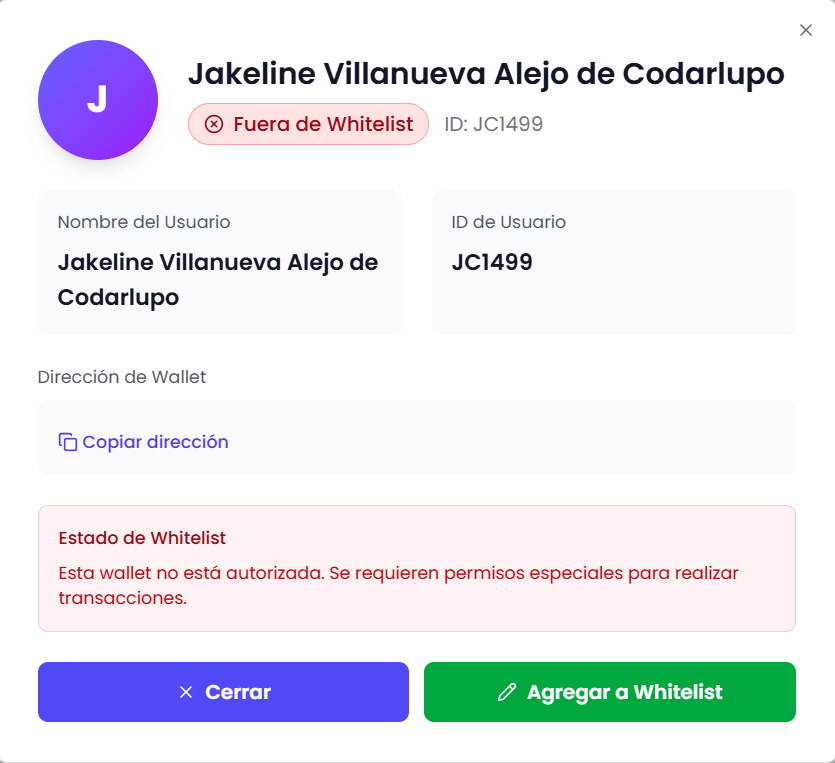 J
Jakeline Villanueva Alejo de Codarlupo
Fuera de Whitelist
ID: JC1499
Nombre del Usuario
Jakeline Villanueva Alejo de
Codarlupo
ID de Usuario
JC1499
Dirección de Wallet
Copiar dirección
Estado de Whitelist
Esta wallet no está autorizada. Se requieren permisos especiales para realizar
transacciones.
Cerrar
Agregar a Whitelist